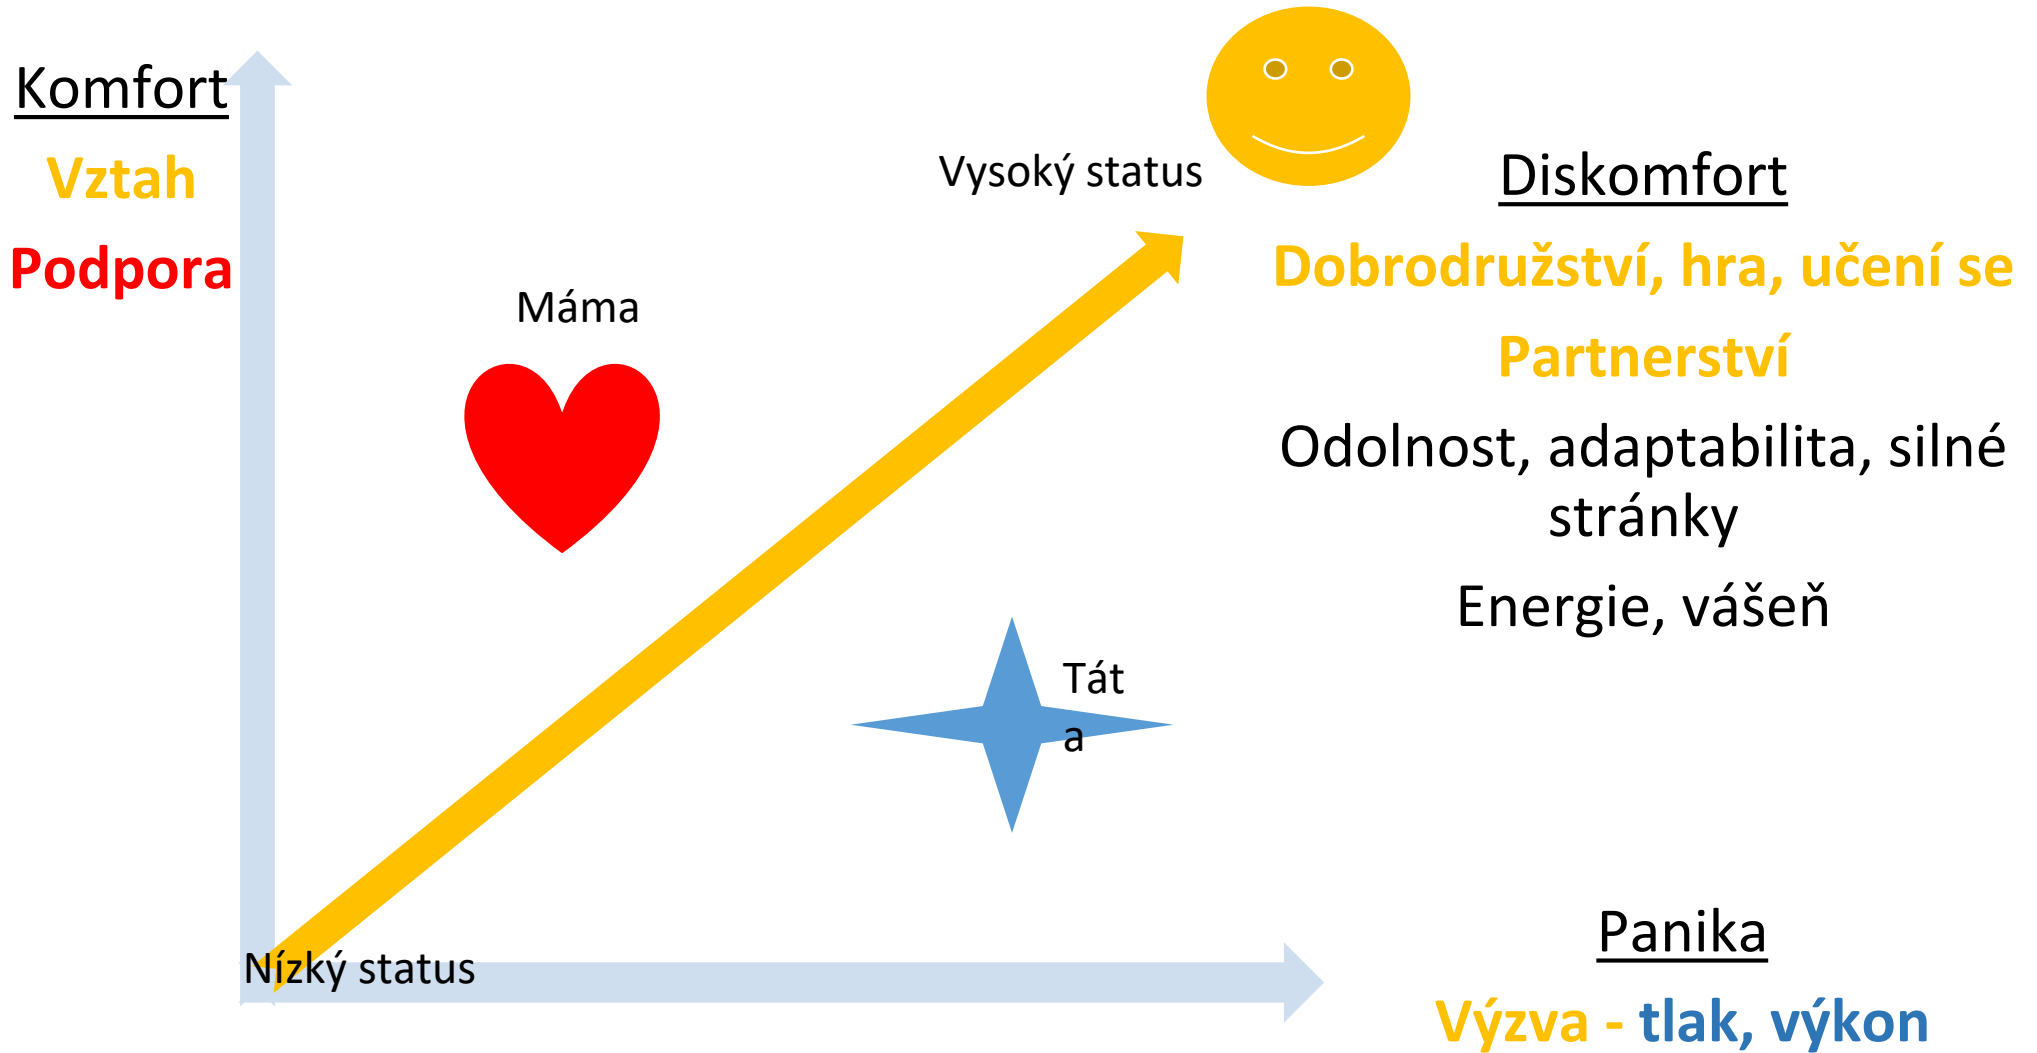 Komfort
Vztah
Podpora
Máma
Vysoký status
Diskomfort
Dobrodružství, hra, učení se
Partnerství
Odolnost, adaptabilita, silné
stránky
Energie, vášeň
Tát
a
Nízký status
Panika
Výzva - tlak, výkon